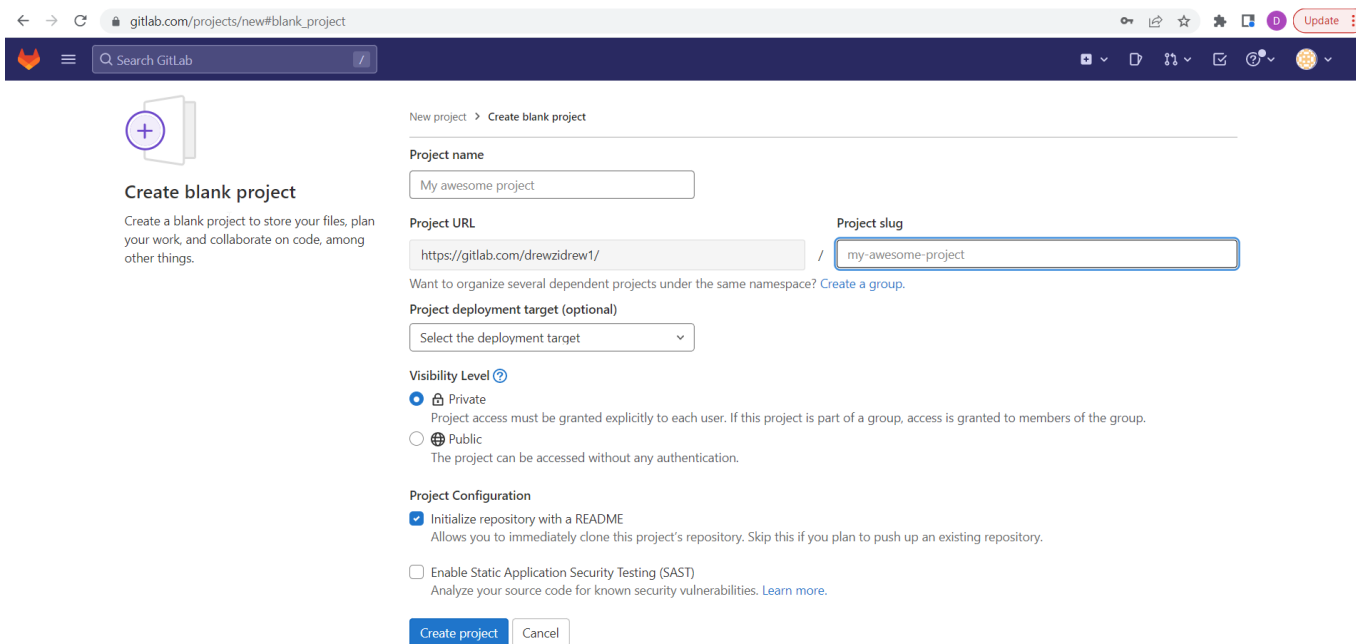 gitlab.com/projects/new#blank_project
D
Update
Search GitLab
/
New project > Create blank project
Project name
My awesome project
Create blank project
Create a blank project to store your files, plan
your work, and collaborate on code, among
other things.
Project URL
Project slug
https://gitlab.com/drewzidrew1/
/
my-awesome-project
Want to organize several dependent projects under the same namespace? Create a group.
Project deployment target (optional)
Select the deployment target
Visibility Level
Private
Project access must be granted explicitly to each user. If this project is part of a group, access is granted to members of the group.
Public
The project can be accessed without any authentication.
Project Configuration
Initialize repository with a README
Allows you to immediately clone this project's repository. Skip this if you plan to push up an existing repository.
Enable Static Application Security Testing (SAST)
Analyze your source code for known security vulnerabilities. Learn more.
Create project
Cancel